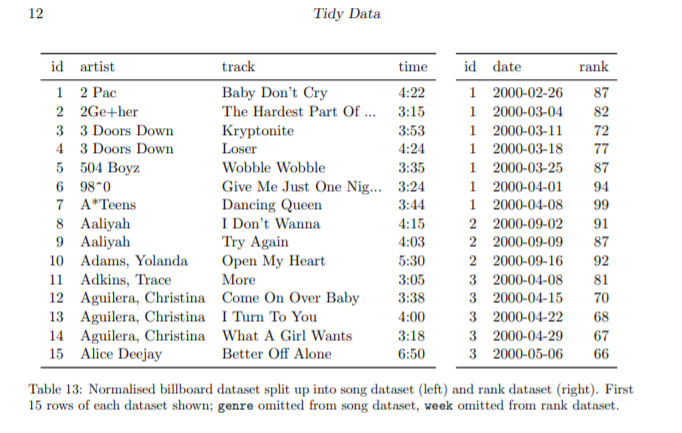 12 Tidy Data
id artist track time id date rank
1 2 Pac Baby Don't Cry 4:22 1 2000-02-26 87
2 2Ge+her The Hardest Part Of ... 3:15 1 2000-03-04 82
3 3 Doors Down Kryptonite 3:53 1 2000-03-11 72
4 3 Doors Down Loser 4:24 1 2000-03-18 77
5 504 Boyz Wobble Wobble 3:35 1 2000-03-25 87
6 98^0 Give Me Just One Nig... 3:24 1 2000-04-01 94
7 A*Teens Dancing Queen 3:44 1 2000-04-08 99
8 Aaliyah I Don't Wanna 4:15 2 2000-09-02 91
9 Aaliyah Try Again 4:03 2 2000-09-09 87
10 Adams, Yolanda Open My Heart 5:30 2 2000-09-16 92
11 Adkins, Trace More 3:05 3 2000-04-08 81
12 Aguilera, Christina Come On Over Baby 3:38 3 2000-04-15 70
13 Aguilera, Christina I Turn To You 4:00 3 2000-04-22 68
14 Aguilera, Christina What A Girl Wants 3:18 3 2000-04-29 67
15 Alice Deejay Better Off Alone 6:50 3 2000-05-06 66
Table 13: Normalised billboard dataset split up into song dataset (left) and rank dataset (right). First
15 rows of each dataset shown; genre omitted from song dataset, week omitted from rank dataset.